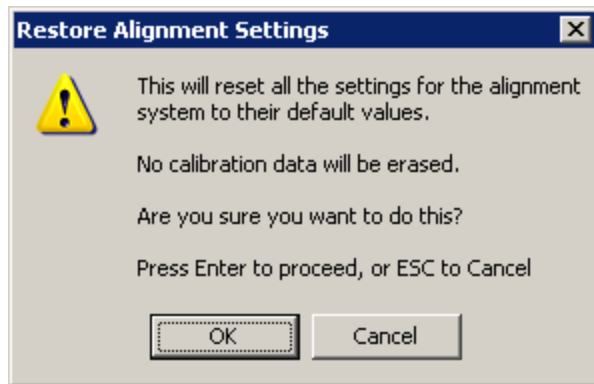 Restore Alignment Settings
This will reset all the settings for the alignment
system to their default values.
No calibration data will be erased.
Are you sure you want to do this?
Press Enter to proceed, or ESC to Cancel
OK
Cancel